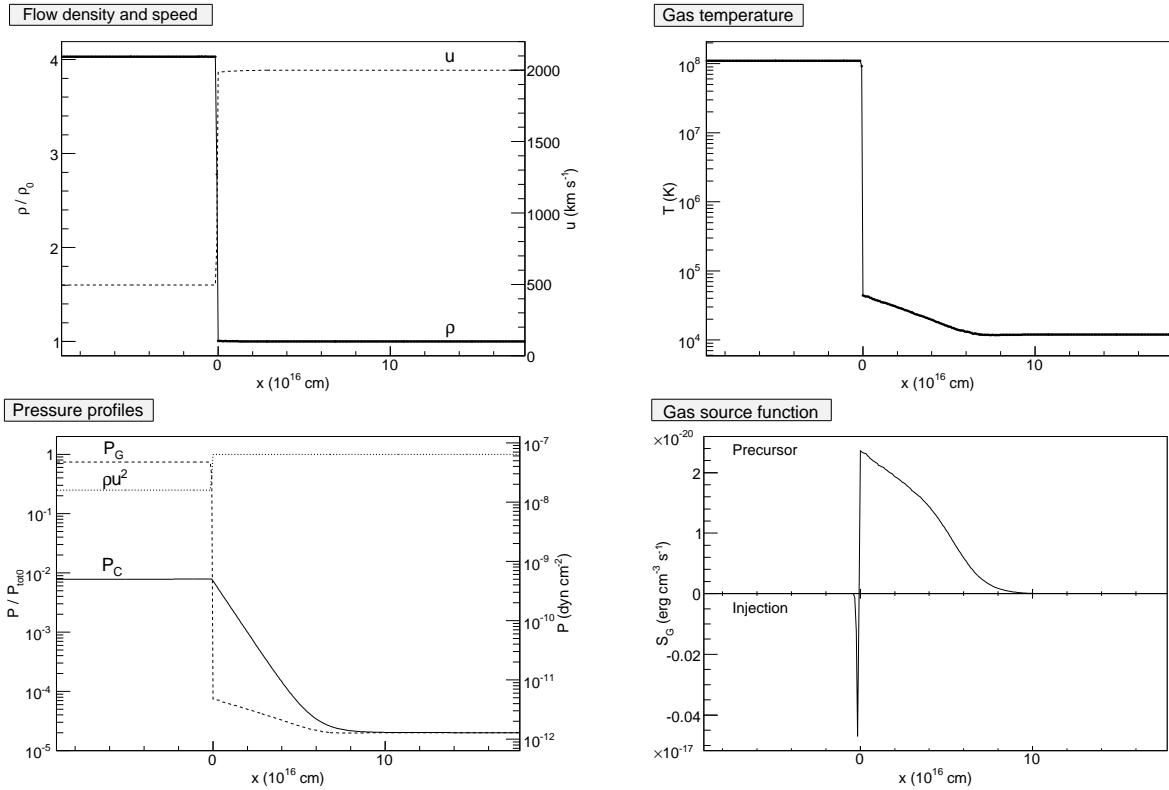 Flow density and speed
4
3
2
1
ρ / ρ0
u
ρ
2000
1500
1000
500
0
u (km s-1)
0
10
x (10^16 cm)
Gas temperature
10^8
10^7
10^6
10^5
10^4
T (K)
0
10
x (10^16 cm)
Pressure profiles
1
10^-1
10^-2
10^-3
10^-4
10^-5
P / Ptot0
P_G
ρu^2
P_C
10^-7
10^-8
10^-9
10^-10
10^-11
10^-12
P (dyn cm^-2)
0
10
x (10^16 cm)
Gas source function
×10^-20
Precursor
2
1
0
Injection
-0.02
-0.04
×10^-17
S_G (erg cm^-3 s^-1)
0
10
x (10^16 cm)